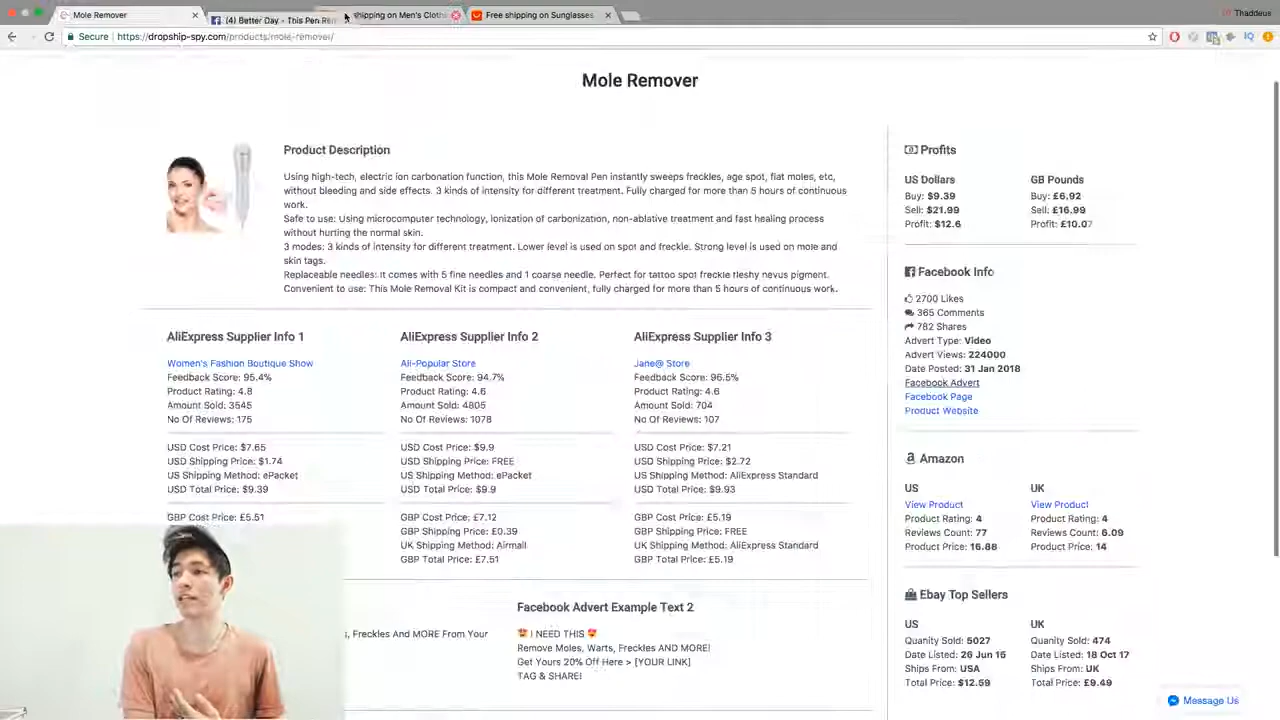 Mole Remover
(4) Better Day - This Pen Rem
shipping on Men's Cloth
Free shipping on Sunglasses
Thaddeus
Secure
https://dropship-spy.com/products/mole-remover/
Mole Remover
Product Description
Using high-tech, electric ion carbonation function, this Mole Removal Pen instantly sweeps freckles, age spot, flat moles, etc,
without bleeding and side effects. 3 kinds of intensity for different treatment. Fully charged for more than 5 hours of continuous
work.
Safe to use: Using microcomputer technology, ionization of carbonization, non-ablative treatment and fast healing process
without hurting the normal skin.
3 modes: 3 kinds of intensity for different treatment. Lower level is used on spot and freckle. Strong level is used on mole and
skin tags.
Replaceable needles: It comes with 5 fine needles and 1 coarse needle. Perfect for tattoo spot freckle fleshy nevus pigment.
Convenient to use: This Mole Removal Kit is compact and convenient, fully charged for more than 5 hours of continuous work.
AliExpress Supplier Info 1
Women's Fashion Boutique Show
Feedback Score: 95.4%
Product Rating: 4.8
Amount Sold: 3545
No Of Reviews: 175
USD Cost Price: $7.65
USD Shipping Price: $1.74
US Shipping Method: ePacket
USD Total Price: $9.39
GBP Cost Price: £5.51
AliExpress Supplier Info 2
Ali-Popular Store
Feedback Score: 94.7%
Product Rating: 4.6
Amount Sold: 4805
No Of Reviews: 1078
USD Cost Price: $9.9
USD Shipping Price: FREE
US Shipping Method: ePacket
USD Total Price: $9.9
GBP Cost Price: £7.12
GBP Shipping Price: £0.39
UK Shipping Method: Airmail
GBP Total Price: £7.51
AliExpress Supplier Info 3
Jane@ Store
Feedback Score: 96.5%
Product Rating: 4.6
Amount Sold: 704
No Of Reviews: 107
USD Cost Price: $7.21
USD Shipping Price: $2.72
US Shipping Method: AliExpress Standard
USD Total Price: $9.93
GBP Cost Price: £5.19
GBP Shipping Price: FREE
UK Shipping Method: AliExpress Standard
GBP Total Price: £5.19
s, Freckles And MORE From Your
Facebook Advert Example Text 2
😍 I NEED THIS 😍
Remove Moles, Warts, Freckles AND MORE!
Get Yours 20% Off Here > [YOUR LINK]
TAG & SHARE!
Profits
US Dollars
Buy: $9.39
Sell: $21.99
Profit: $12.6
GB Pounds
Buy: £6.92
Sell: £16.99
Profit: £10.07
Facebook Info
2700 Likes
365 Comments
782 Shares
Advert Type: Video
Advert Views: 224000
Date Posted: 31 Jan 2018
Facebook Advert
Facebook Page
Product Website
Amazon
US
View Product
Product Rating: 4
Reviews Count: 77
Product Price: 16.88
UK
View Product
Product Rating: 4
Reviews Count: 6.09
Product Price: 14
Ebay Top Sellers
US
Quanity Sold: 5027
Date Listed: 26 Jun 15
Ships From: USA
Total Price: $12.59
UK
Quanity Sold: 474
Date Listed: 18 Oct 17
Ships From: UK
Total Price: £9.49
Message Us